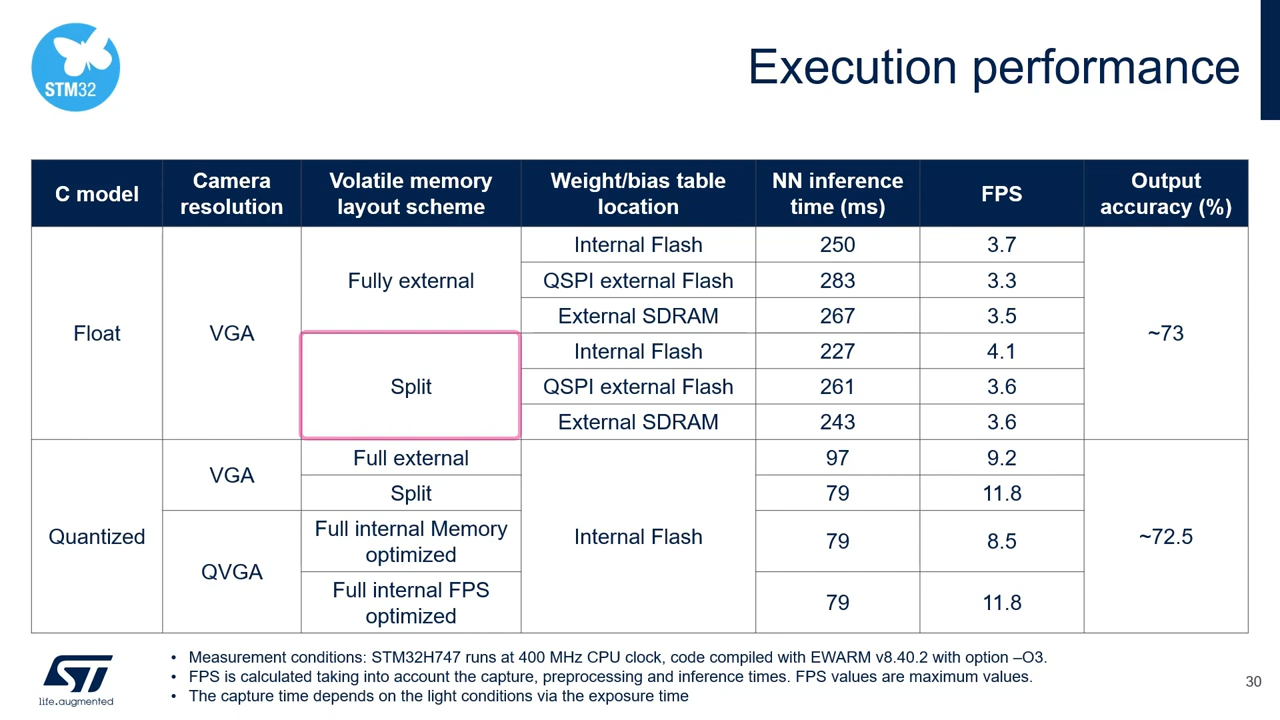 STM32
Execution performance
C model
Camera
resolution
Volatile memory
layout scheme
Weight/bias table
location
NN inference
time (ms)
FPS
Output
accuracy (%)
Float
VGA
Fully external
Internal Flash
250
3.7
~73
QSPI external Flash
283
3.3
External SDRAM
267
3.5
Split
Internal Flash
227
4.1
QSPI external Flash
261
3.6
External SDRAM
243
3.6
Quantized
VGA
Full external
Internal Flash
97
9.2
~72.5
Split
79
11.8
QVGA
Full internal Memory
optimized
79
8.5
Full internal FPS
optimized
79
11.8
• Measurement conditions: STM32H747 runs at 400 MHz CPU clock, code compiled with EWARM v8.40.2 with option –O3.
• FPS is calculated taking into account the capture, preprocessing and inference times. FPS values are maximum values.
• The capture time depends on the light conditions via the exposure time
ST
life.augmented
30